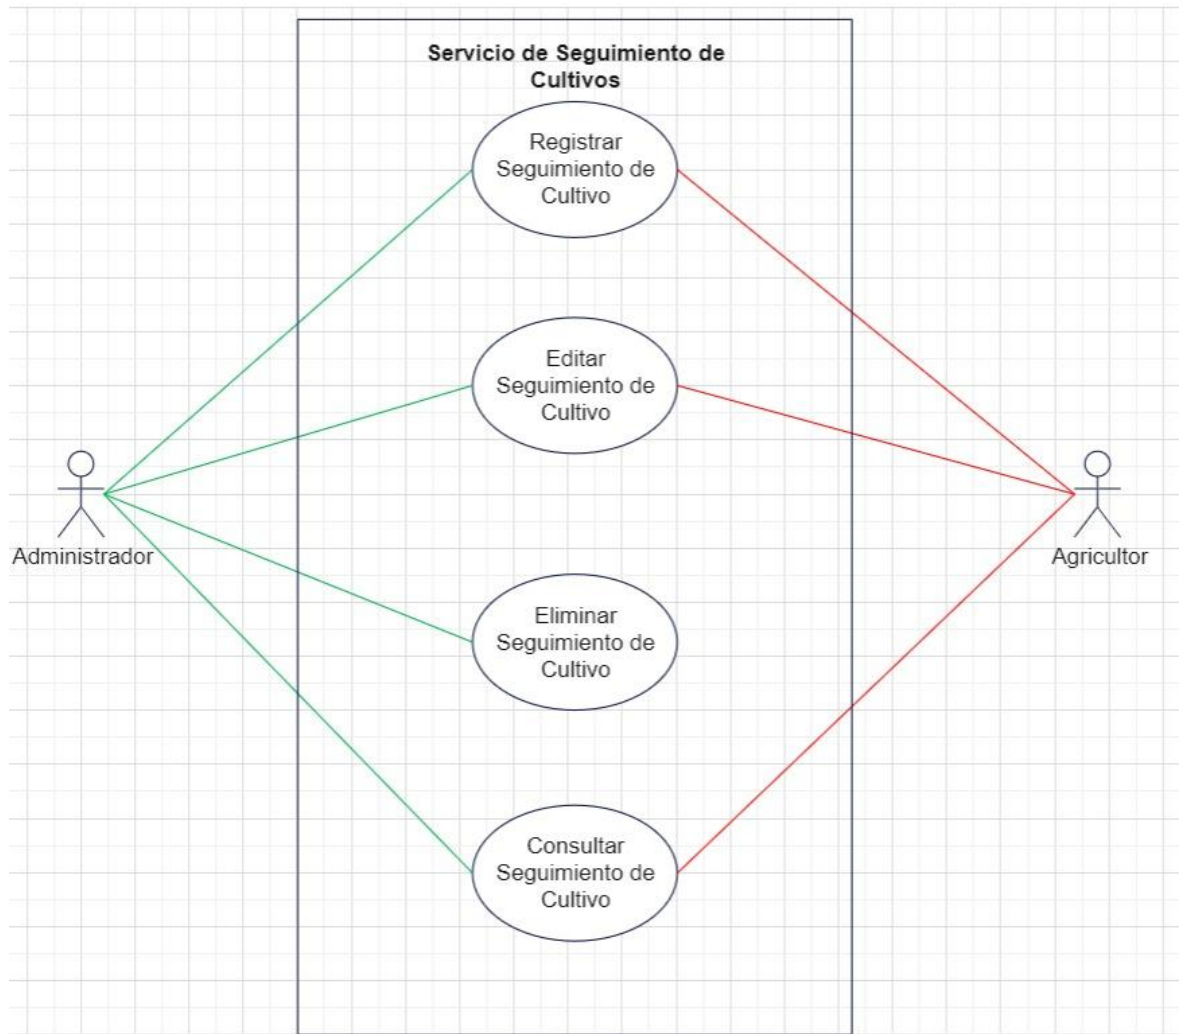 Servicio de Seguimiento de
Cultivos
Registrar
Seguimiento de
Cultivo
Editar
Seguimiento de
Cultivo
Administrador
Agricultor
Eliminar
Seguimiento de
Cultivo
Consultar
Seguimiento de
Cultivo